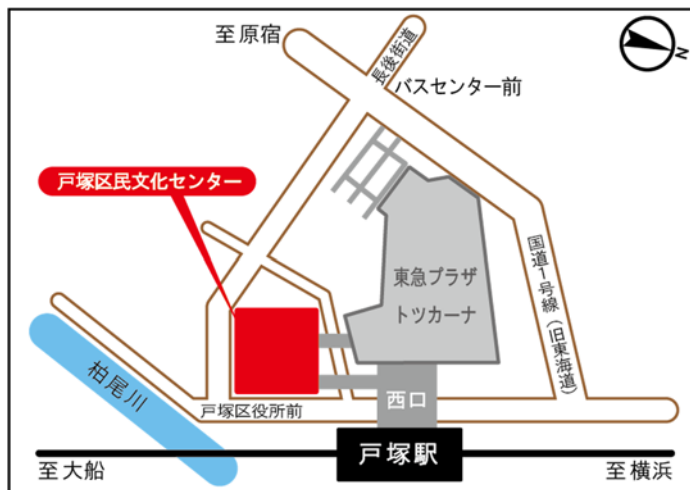 至原宿
長後街道
バスセンター前
N
戸塚区民文化センター
東急プラザ
トツカーナ
国道1号線(旧東海道)
柏尾川
戸塚区役所前
西口
戸塚駅
至大船
至横浜